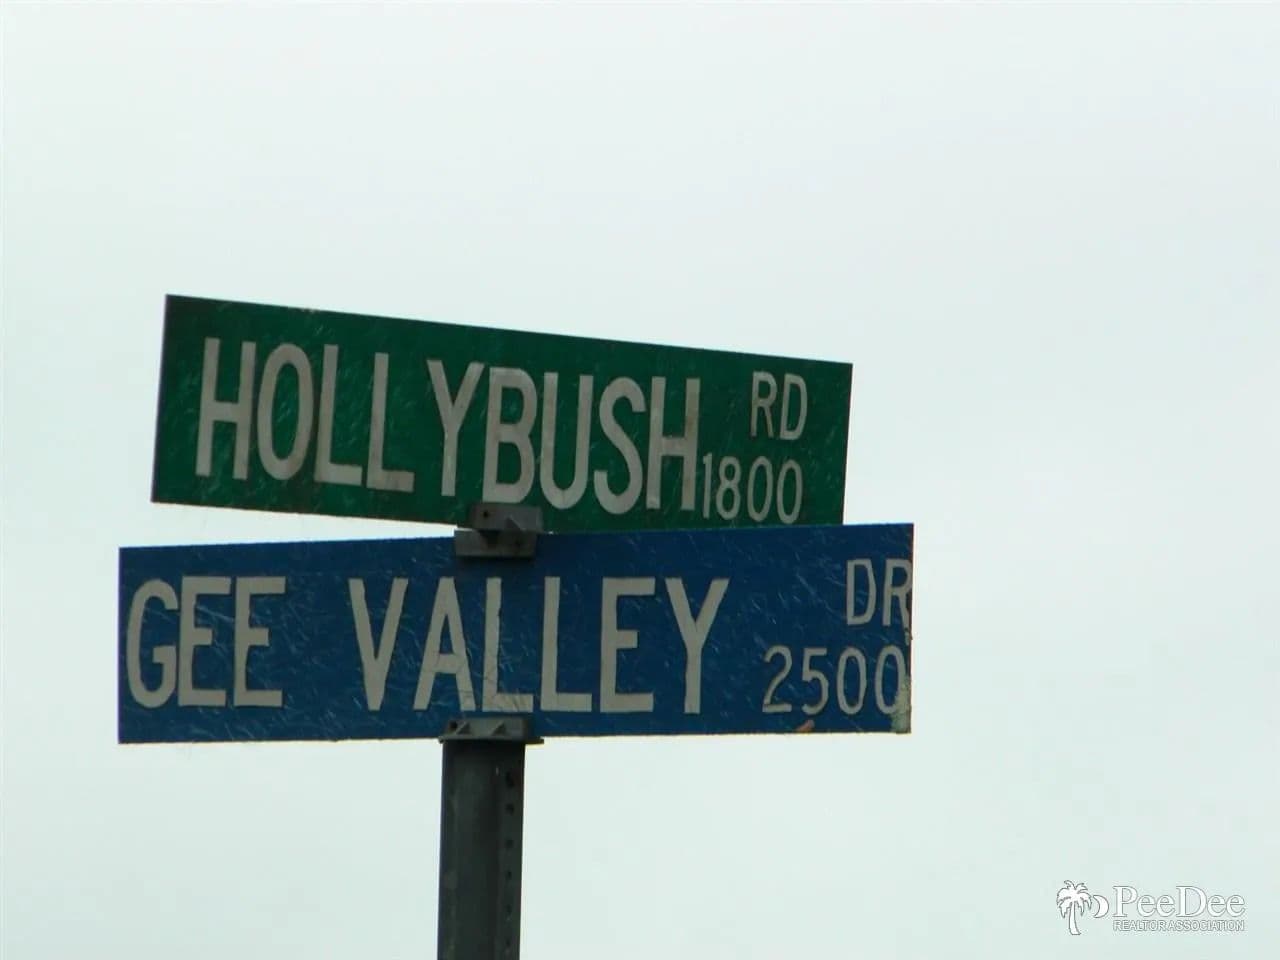 HOLLYBUSH RD
1800
GEE VALLEY DR
2500
PeeDee
REALTOR ASSOCIATION